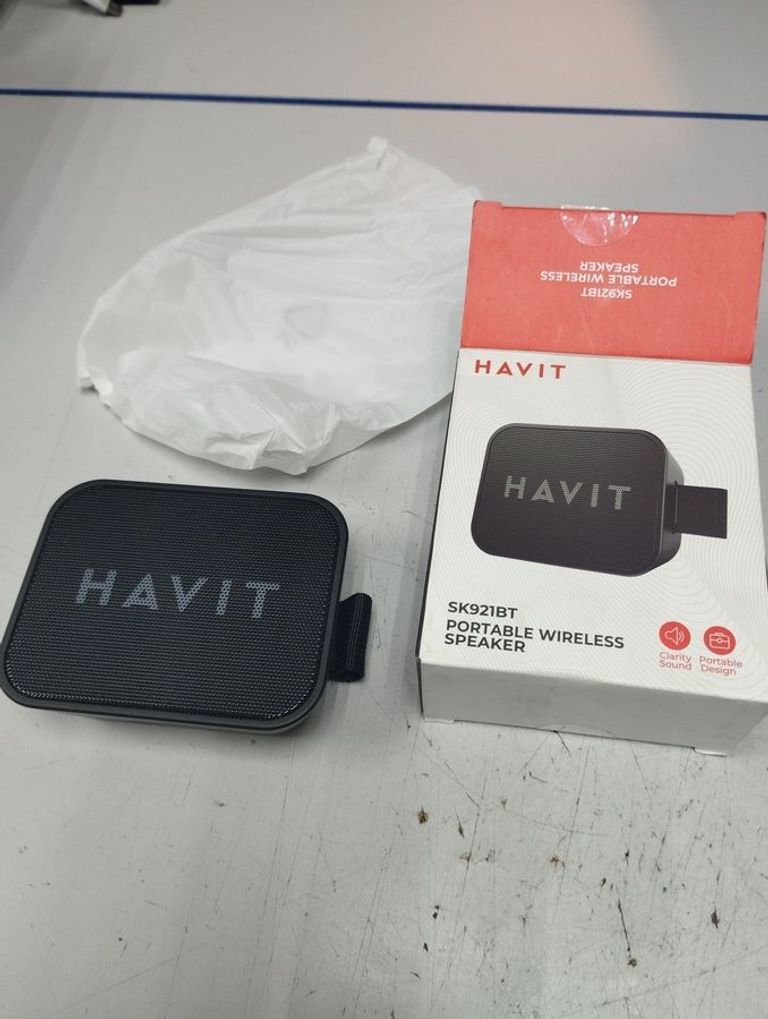 SK921BT
PORTABLE WIRELESS
SPEAKER
HAVIT
HAVIT
SK921BT
PORTABLE WIRELESS
SPEAKER
Clarity
Sound
Portable
Design
HAVIT